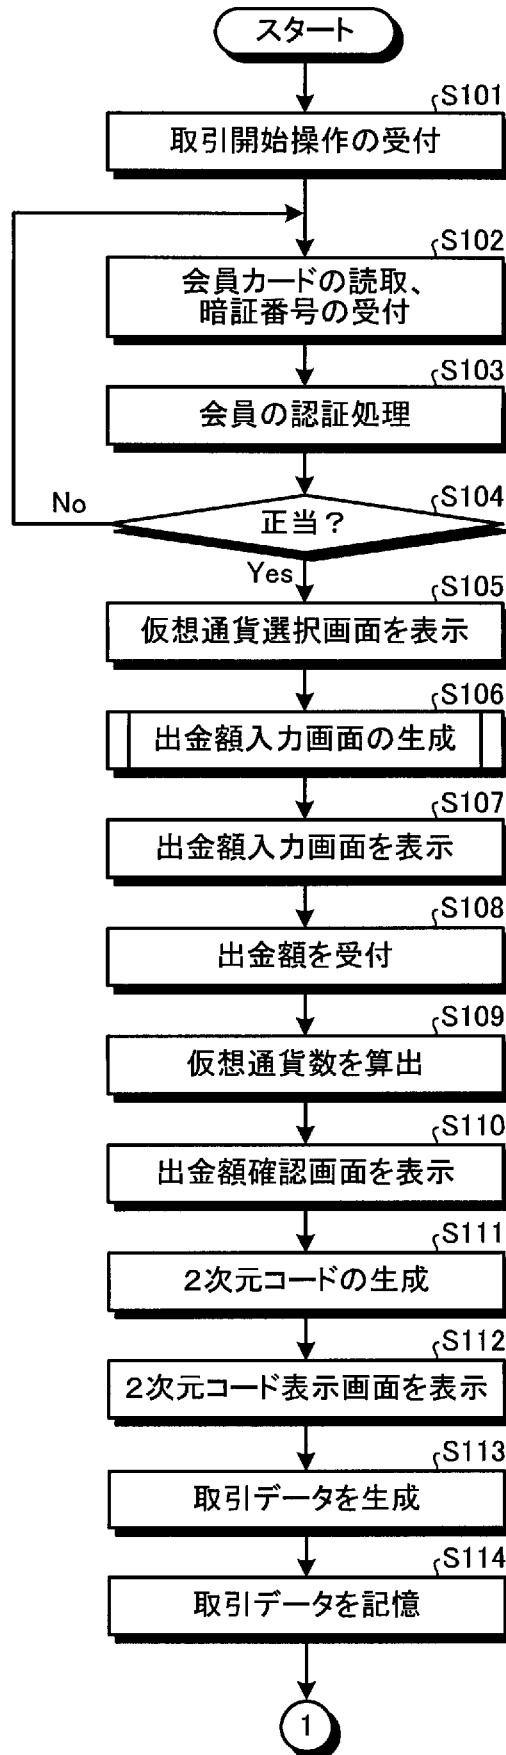 スタート
S101
取引開始操作の受付
S102
会員カードの読取、
暗証番号の受付
S103
会員の認証処理
S104
正当？
No
Yes
S105
仮想通貨選択画面を表示
S106
出金額入力画面の生成
S107
出金額入力画面を表示
S108
出金額を受付
S109
仮想通貨数を算出
S110
出金額確認画面を表示
S111
２次元コードの生成
S112
２次元コード表示画面を表示
S113
取引データを生成
S114
取引データを記憶
1